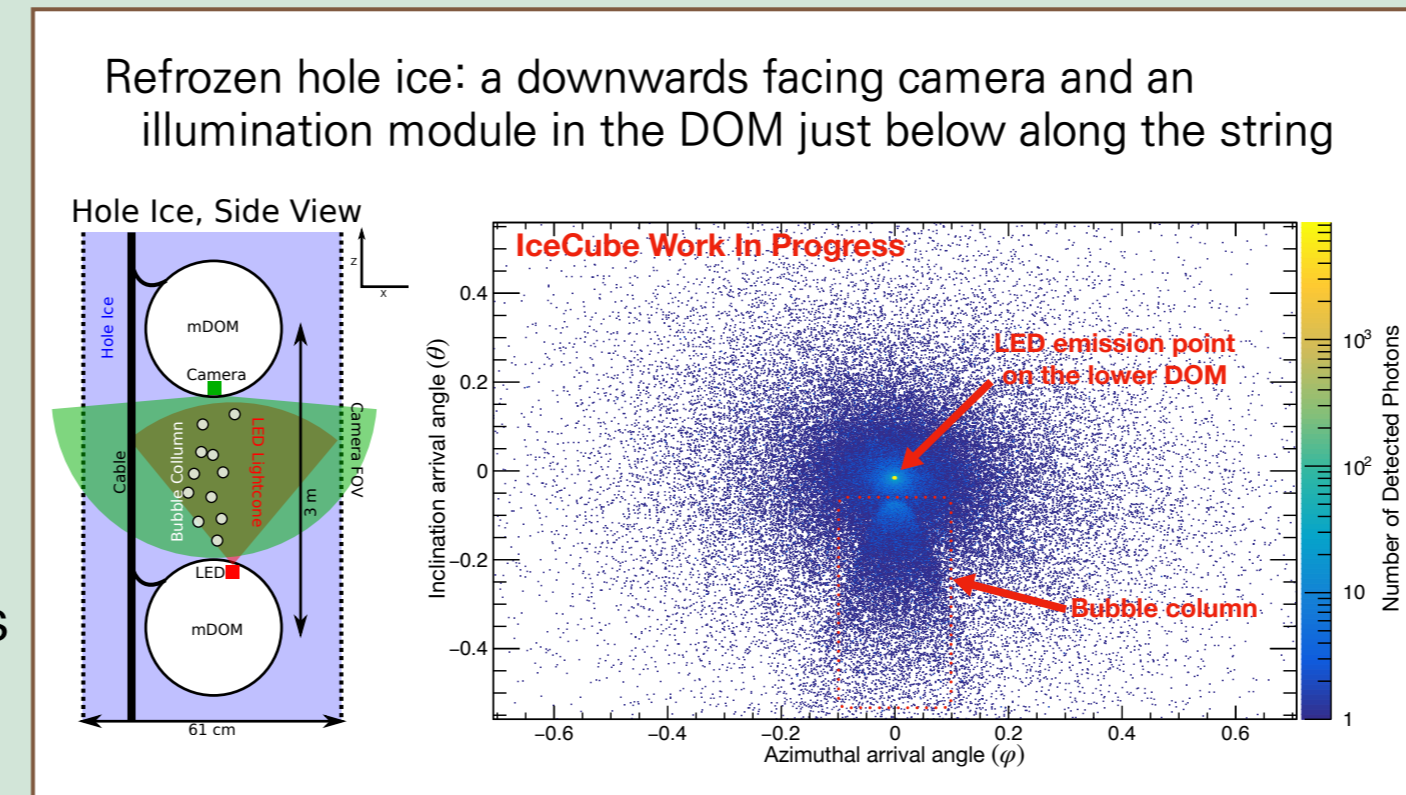 Refrozen hole ice: a downwards facing camera and an
illumination module in the DOM just below along the string
Hole Ice, Side View
z
x
Hole Ice
mDOM
Camera
Cable
Bubble Collumn
LED Lightcone
Camera FOV
3 m
LED
mDOM
61 cm
IceCube Work In Progress
LED emission point
on the lower DOM
Bubble column
Inclination arrival angle (θ)
0.4
0.2
0
−0.2
−0.4
−0.6
−0.4
−0.2
0
0.2
0.4
0.6
Azimuthal arrival angle (φ)
10³
10²
10
1
Number of Detected Photons
s